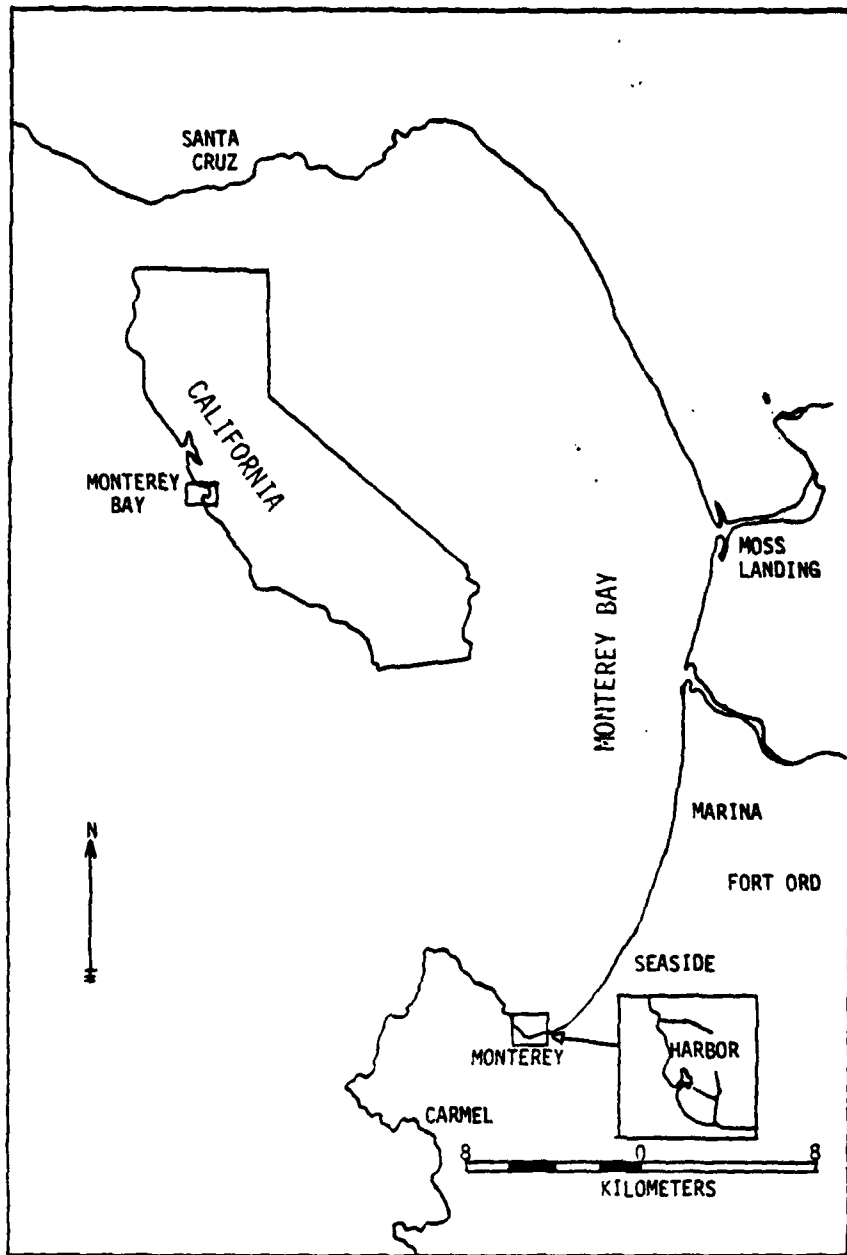 SANTA
CRUZ
CALIFORNIA
MONTEREY
BAY
MOSS
LANDING
MONTEREY BAY
MARINA
N
FORT ORD
SEASIDE
HARBOR
MONTEREY
CARMEL
8 0 8
KILOMETERS